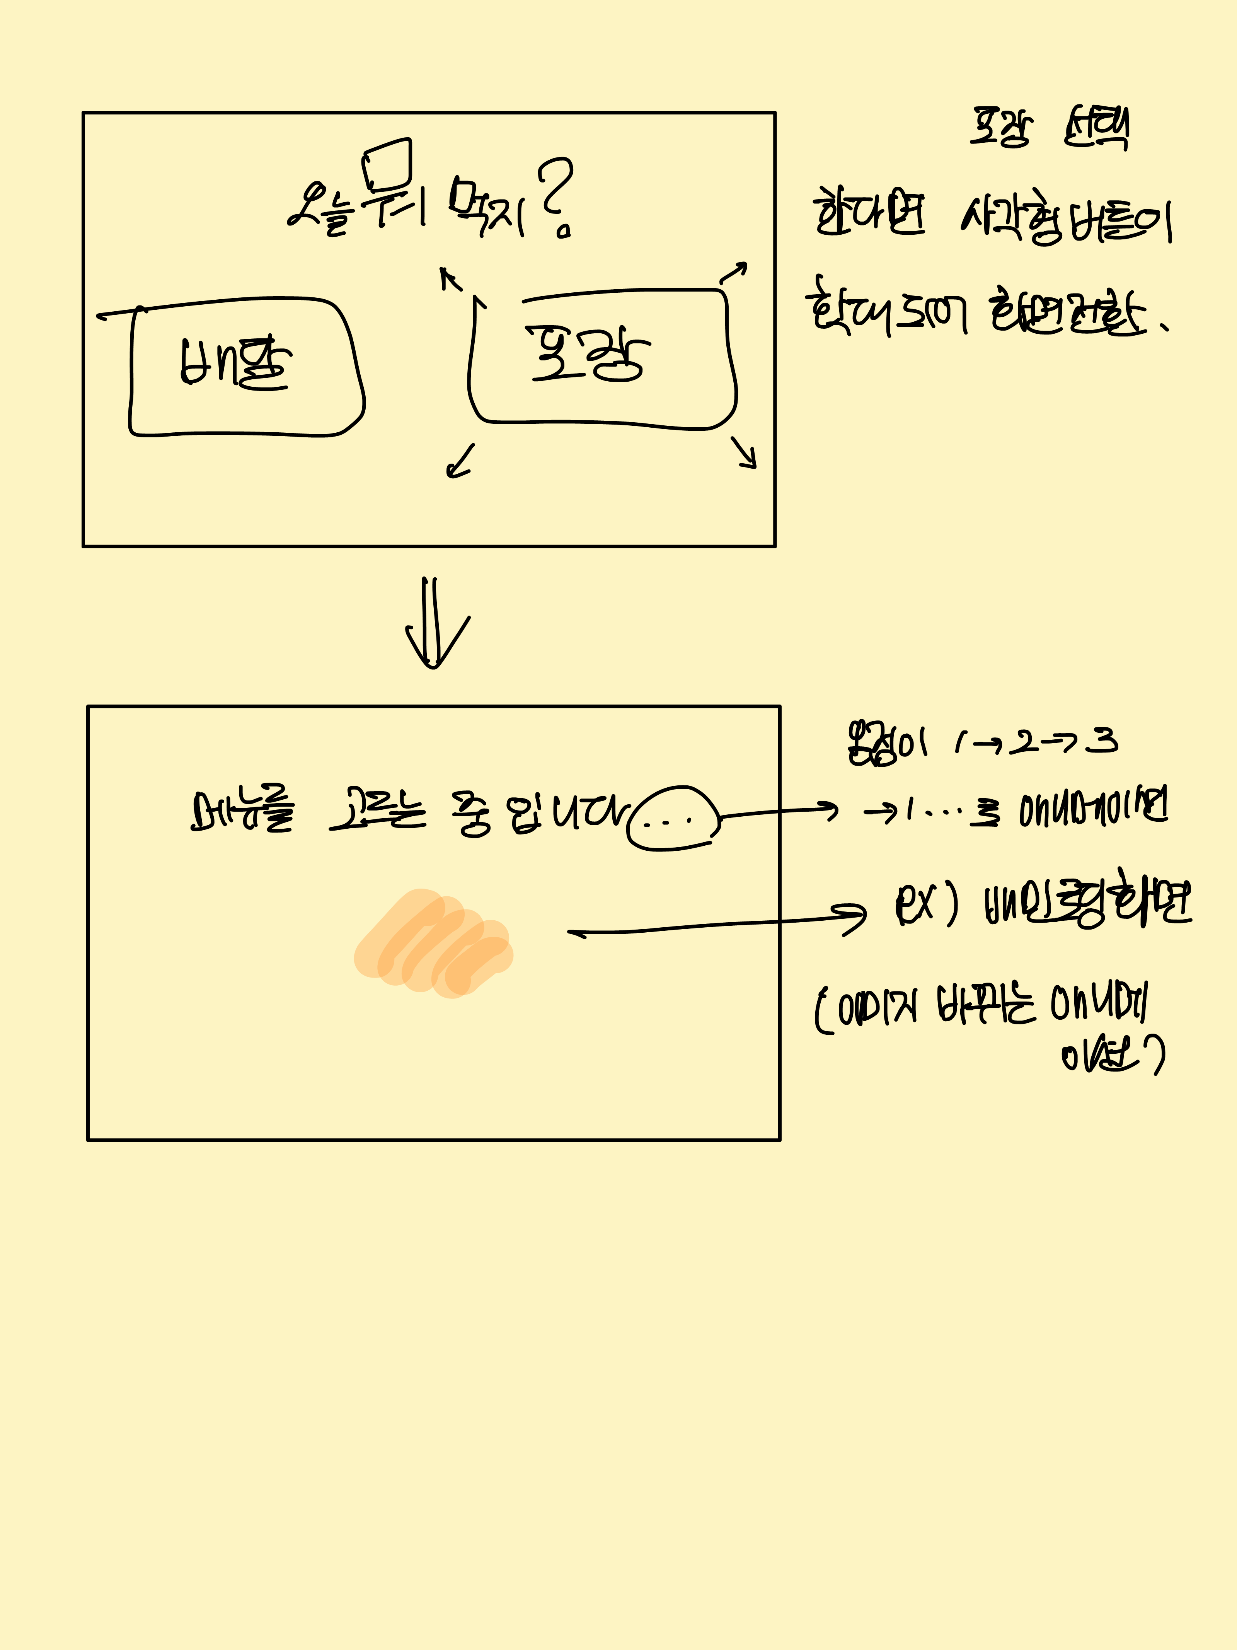 오늘 뭐 먹지?
배달
포장
포장 선택
한다면 사각형 버튼이
확대되어 화면전환.
메뉴를 고르는 중입니다...
온점이 1→2→3
→1...로 애니메이션
ex) 배민로딩화면
(이미지 바뀌는 애니메
이션?)